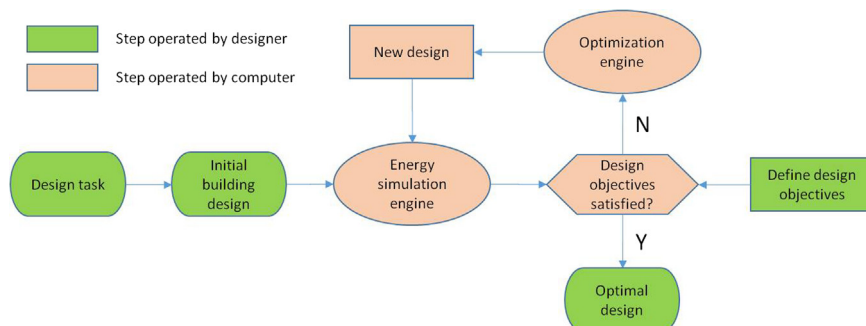 Step operated by designer
Step operated by computer
New design
Optimization
engine
N
Design task
Initial
building
design
Energy
simulation
engine
Design
objectives
satisfied?
Define design
objectives
Y
Optimal
design